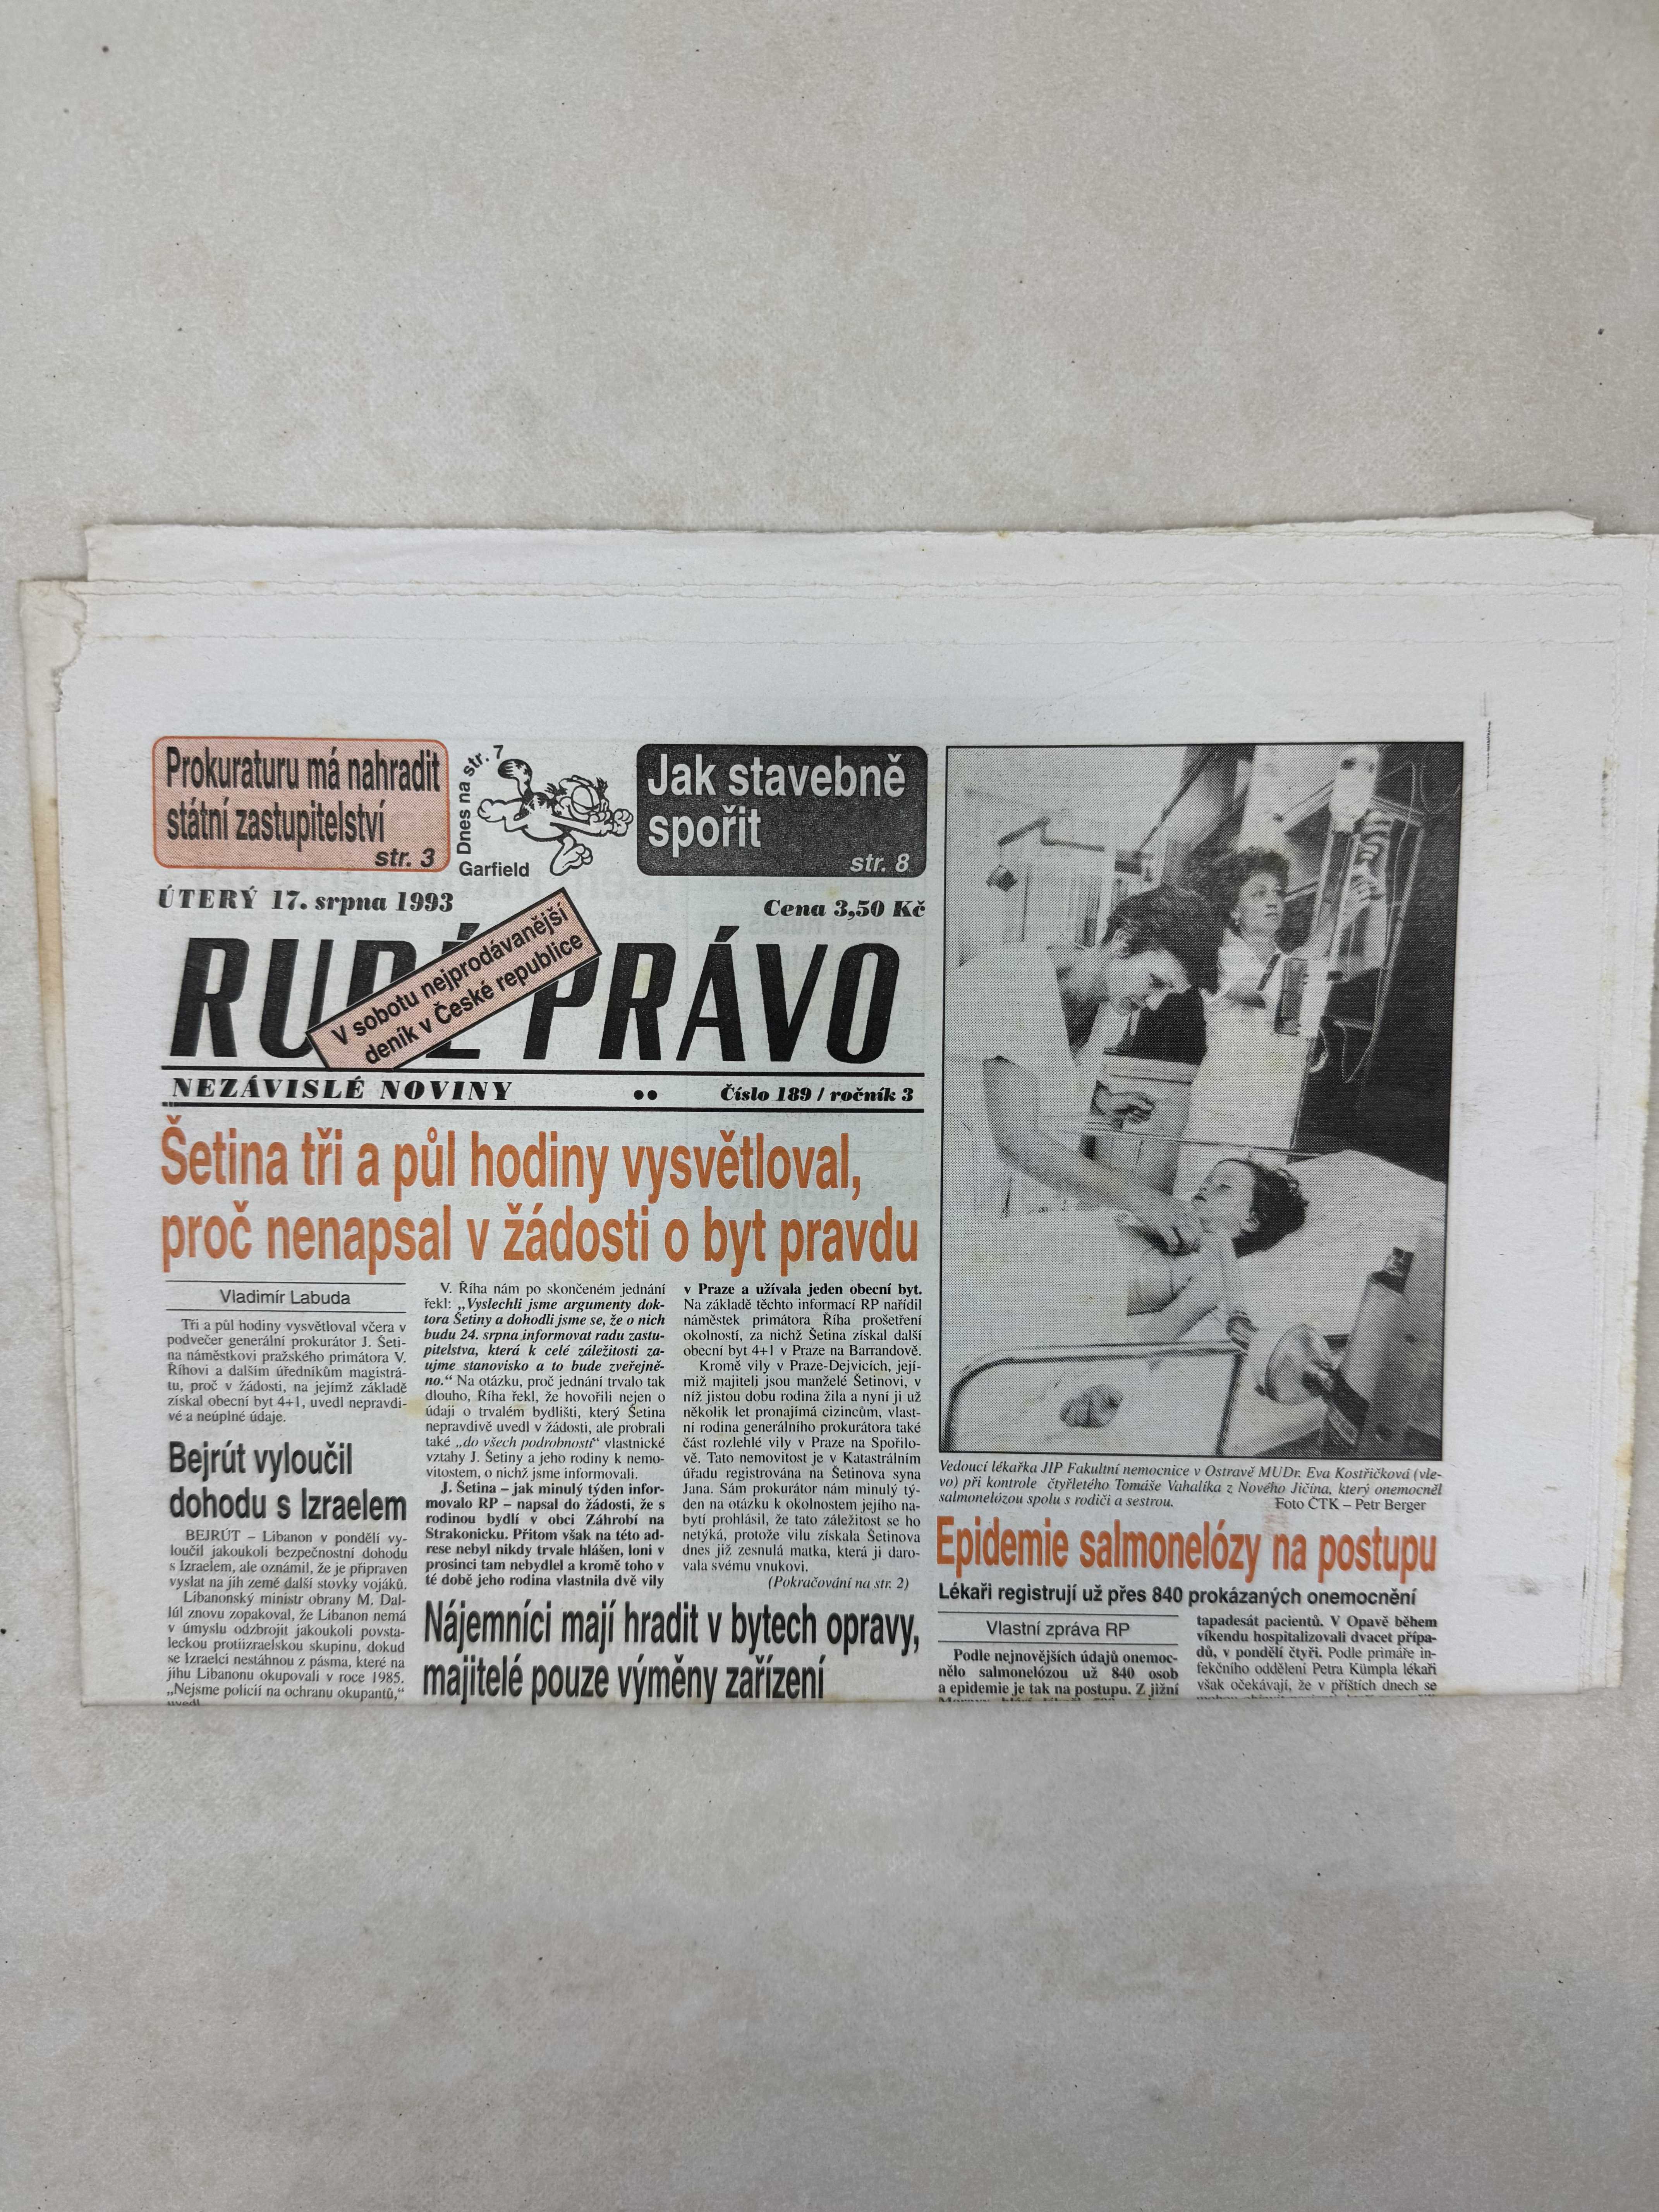 Prokuraturu má nahradit
státní zastupitelství
str. 3
Dnes na str. 7
Garfield
Jak stavebně
spořit
str. 8
ÚTERÝ 17. srpna 1993
Cena 3,50 Kč
RUDÉ PRÁVO
V sobotu nejprodávanější
deník v České republice
NEZÁVISLÉ NOVINY
••
Číslo 189 / ročník 3
Šetina tři a půl hodiny vysvětloval,
proč nenapsal v žádosti o byt pravdu
Vladimír Labuda
Tři a půl hodiny vysvětloval včera v
podvečer generální prokurátor J. Šeti-
na náměstkovi pražského primátora V.
Říhovi a dalším úředníkům magistrá-
tu, proč v žádosti, na jejímž základě
získal obecní byt 4+1, uvedl nepravdi-
vé a neúplné údaje.
V. Říha nám po skončeném jednání
řekl: „Vyslechli jsme argumenty dok-
tora Šetiny a dohodli jsme se, že o nich
budu 24. srpna informovat radu zastu-
pitelstva, která k celé záležitosti za-
ujme stanovisko a to bude zveřejně-
no.“ Na otázku, proč jednání trvalo tak
dlouho, Říha řekl, že hovořili nejen o
údaji o trvalém bydlišti, který Šetina
nepravdivě uvedl v žádosti, ale probrali
také „do všech podrobností“ vlastnické
vztahy J. Šetiny a jeho rodiny k nemo-
vitostem, o nichž jsme informovali.
J. Šetina – jak minulý týden infor-
movalo RP – napsal do žádosti, že s
rodinou bydlí v obci Záhrobí na
Strakonicku. Přitom však na této ad-
rese nebyl nikdy trvale hlášen, loni v
prosinci tam nebydlel a kromě toho v
té době jeho rodina vlastnila dvě vily
v Praze a užívala jeden obecní byt.
Na základě těchto informací RP nařídil
náměstek primátora Říha prošetření
okolností, za nichž Šetina získal další
obecní byt 4+1 v Praze na Barrandově.
Kromě vily v Praze-Dejvicích, její-
miž majiteli jsou manželé Šetinovi, v
níž jistou dobu rodina žila a nyní ji už
několik let pronajímá cizincům, vlast-
ní rodina generálního prokurátora také
část rozlehlé vily v Praze na Spořilo-
vě. Tato nemovitost je v Katastrálním
úřadu registrována na Šetinova syna
Jana. Sám prokurátor nám minulý tý-
den na otázku k okolnostem jejího na-
bytí prohlásil, že tato záležitost se ho
netýká, protože vilu získala Šetinova
dnes již zesnulá matka, která ji daro-
vala svému vnukovi.
(Pokračování na str. 2)
Bejrút vyloučil
dohodu s Izraelem
BEJRÚT – Libanon v pondělí vy-
loučil jakoukoli bezpečnostní dohodu
s Izraelem, ale oznámil, že je připraven
vyslat na jih země další stovky vojáků.
Libanonský ministr obrany M. Dal-
lúl znovu zopakoval, že Libanon nemá
v úmyslu odzbrojit jakoukoli povsta-
leckou protiizraelskou skupinu, dokud
se Izraelci nestáhnou z pásma, které na
jihu Libanonu okupovali v roce 1985.
„Nejsme policií na ochranu okupantů,“
Nájemníci mají hradit v bytech opravy,
majitelé pouze výměny zařízení
Vedoucí lékařka JIP Fakultní nemocnice v Ostravě MUDr. Eva Kostřičková (vle-
vo) při kontrole čtyřletého Tomáše Vahalíka z Nového Jičína, který onemocněl
salmonelózou spolu s rodiči a sestrou.
Foto ČTK – Petr Berger
Epidemie salmonelózy na postupu
Lékaři registrují už přes 840 prokázaných onemocnění
Vlastní zpráva RP
Podle nejnovějších údajů onemoc-
nělo salmonelózou už 840 osob
a epidemie je tak na postupu. Z jižní
tapadesát pacientů. V Opavě během
víkendu hospitalizovali dvacet přípa-
dů, v pondělí čtyři. Podle primáře in-
fekčního oddělení Petra Kümpla lékaři
však očekávají, že v příštích dnech se